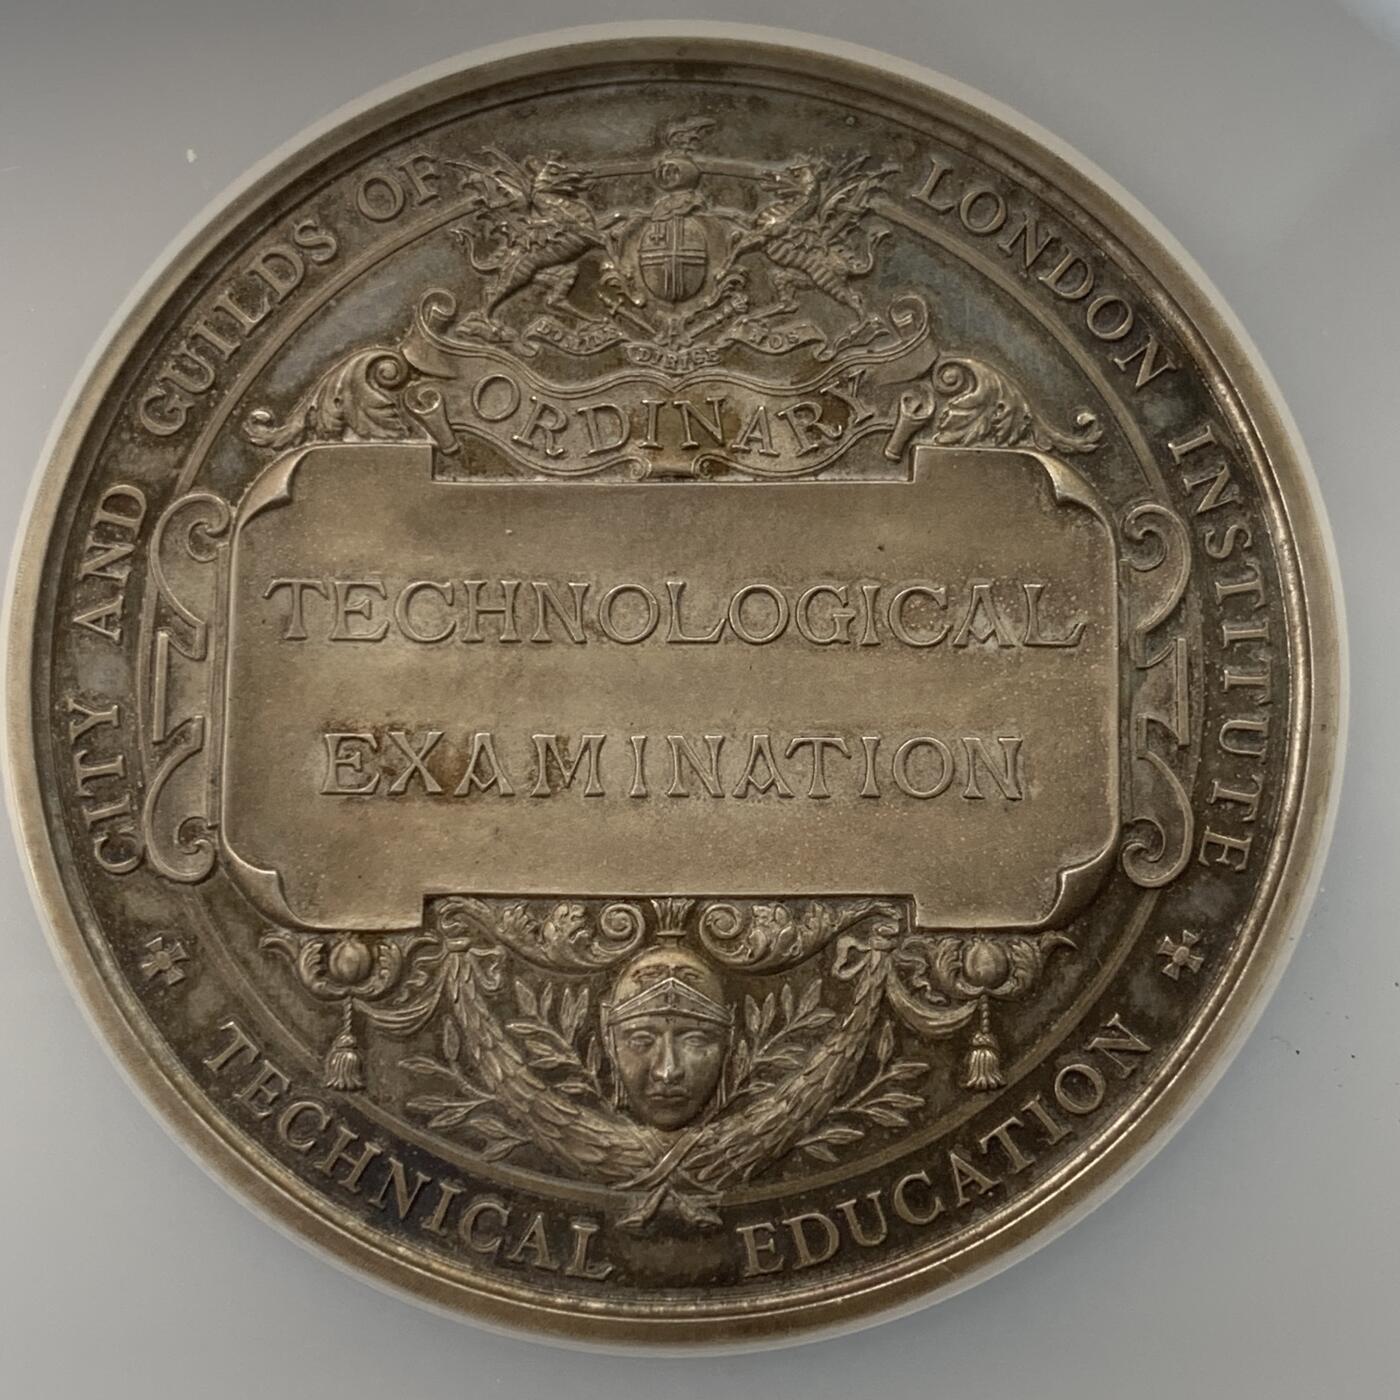 CITY AND GUILDS OF LONDON INSTITUTE
DOMINE DIRIGE NOS
ORDINARY
TECHNOLOGICAL
EXAMINATION
TECHNICAL EDUCATION